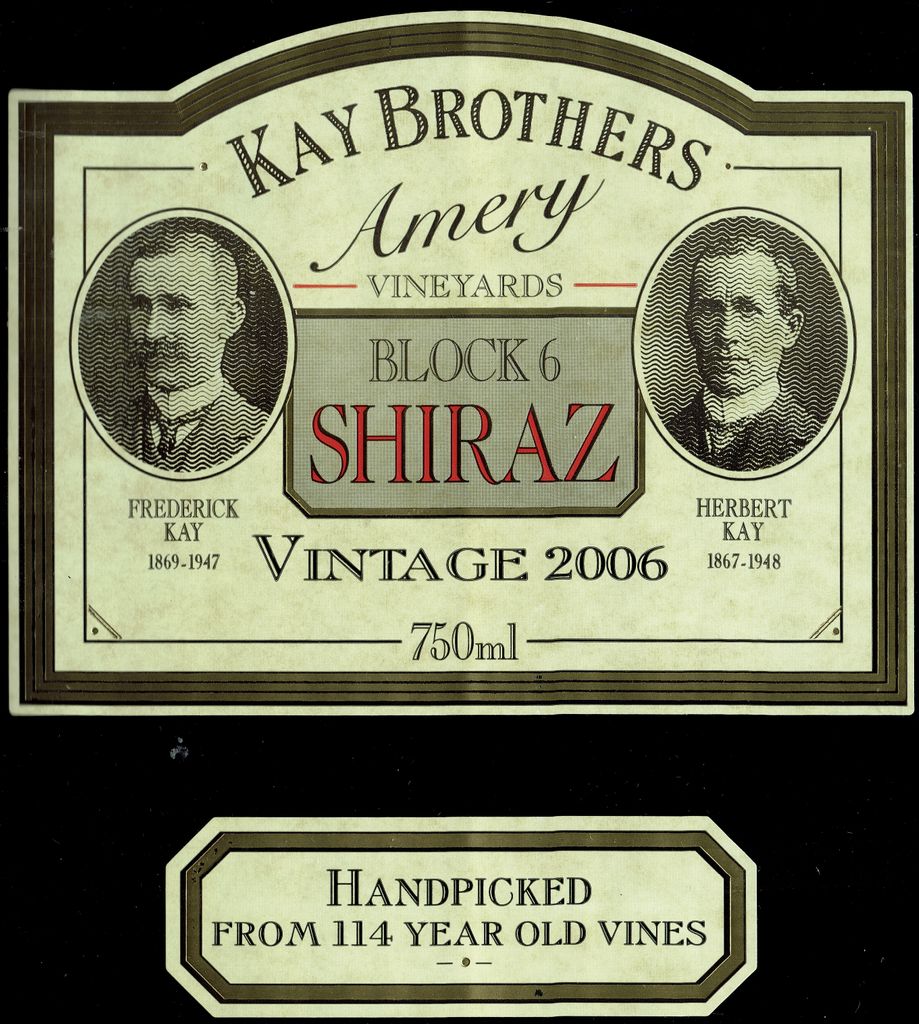 KAY BROTHERS
Amery
VINEYARDS
BLOCK 6
SHIRAZ
FREDERICK
KAY
1869-1947
HERBERT
KAY
1867-1948
VINTAGE 2006
750ml
HANDPICKED
FROM 114 YEAR OLD VINES